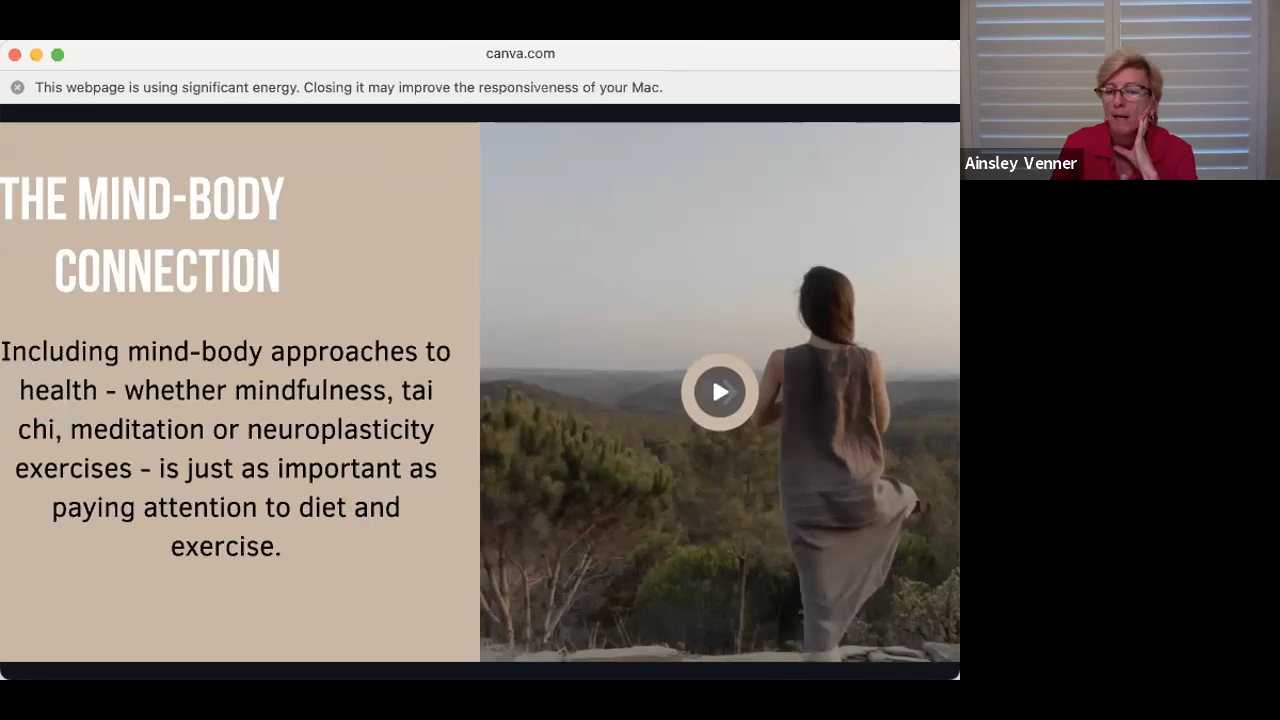 canva.com
This webpage is using significant energy. Closing it may improve the responsiveness of your Mac.
THE MIND-BODY
CONNECTION
Including mind-body approaches to
health - whether mindfulness, tai
chi, meditation or neuroplasticity
exercises - is just as important as
paying attention to diet and
exercise.
Ainsley Venner